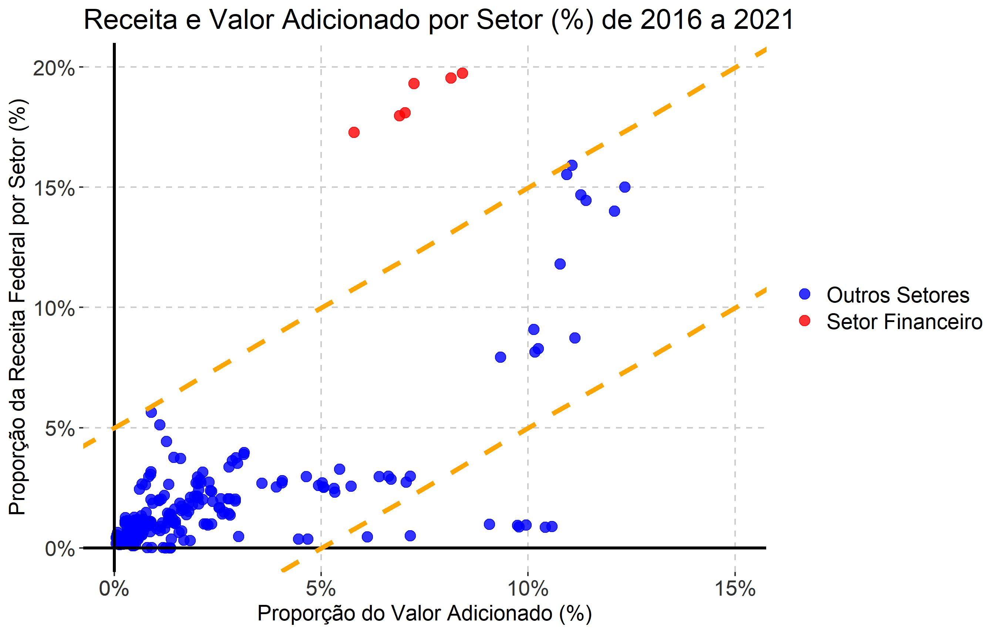 Receita e Valor Adicionado por Setor (%) de 2016 a 2021
Proporção da Receita Federal por Setor (%)
20%
15%
10%
5%
0%
0%
5%
10%
15%
Proporção do Valor Adicionado (%)
Outros Setores
Setor Financeiro